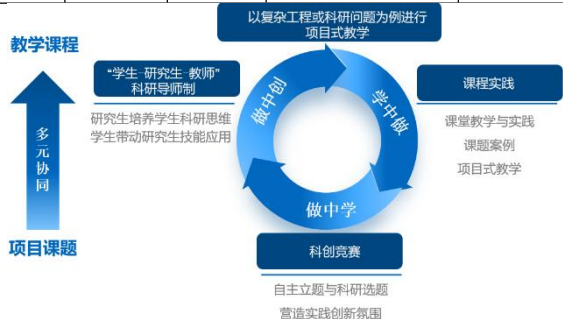 以复杂工程或科研问题为例进行
项目式教学
教学课程
多元协同
项目课题
“学生-研究生-教师”
科研导师制
研究生培养学生科研思维
学生带动研究生技能应用
做中创
学中做
做中学
课程实践
课堂教学与实践
课题案例
项目式教学
科创竞赛
自主立题与科研选题
营造实践创新氛围